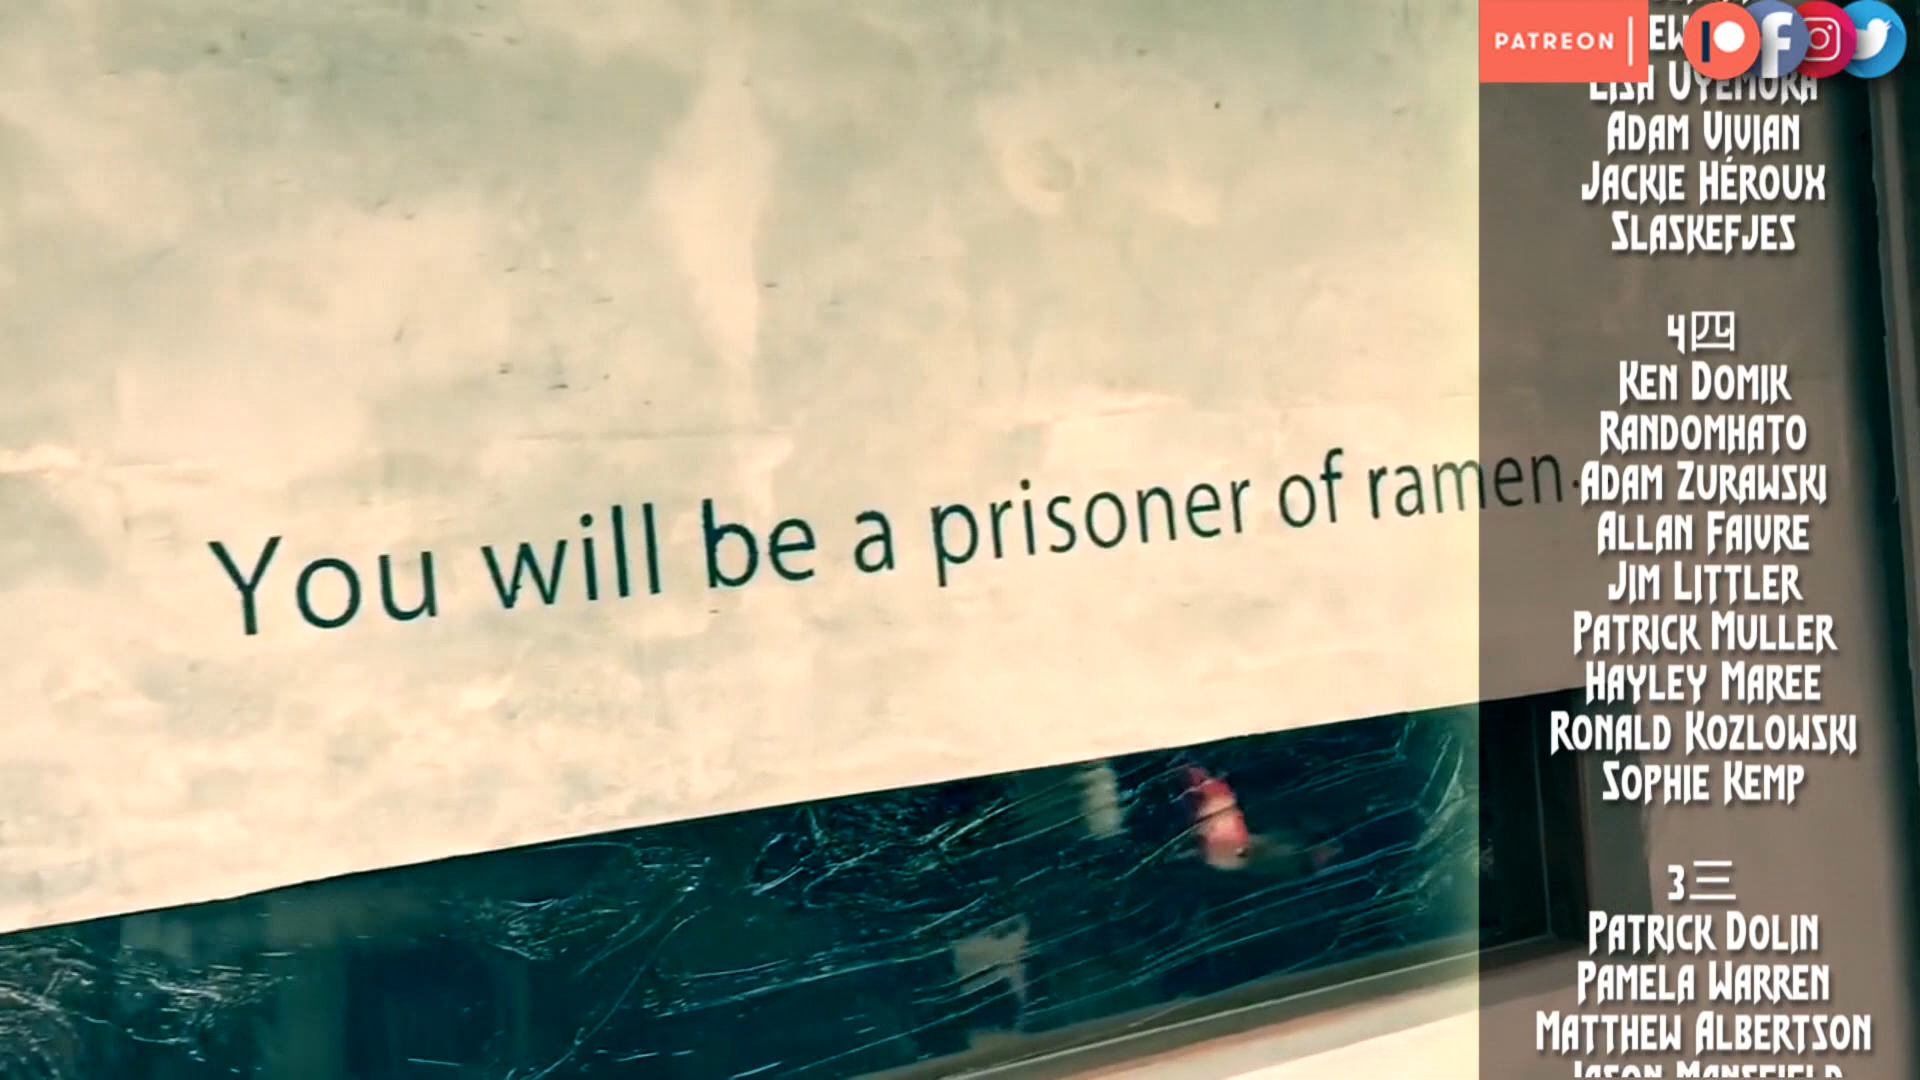 You will be a prisoner of ramen.
PATREON
ADAM VIVIAN
JACKIE HÉROUX
SLASKEFJES
4四
KEN DOMIK
RANDOMHATO
ADAM ZURAWSKI
ALLAN FAIVRE
JIM LITTLER
PATRICK MULLER
HAYLEY MAREE
RONALD KOZLOWSKI
SOPHIE KEMP
3三
PATRICK DOLIN
PAMELA WARREN
MATTHEW ALBERTSON